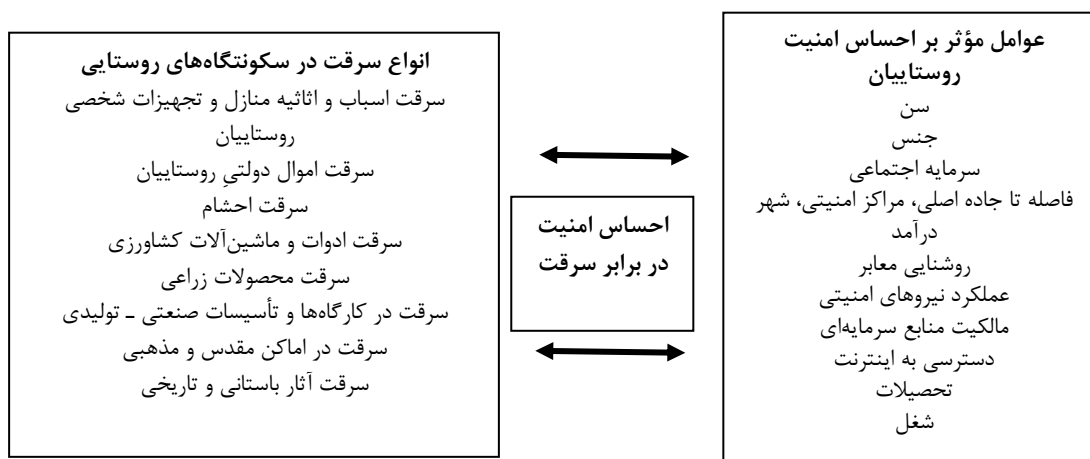 عوامل مؤثر بر احساس امنیت
روستاییان
سن
جنس
سرمایه اجتماعی
فاصله تا جاده اصلی، مراکز امنیتی، شهر
درآمد
روشنایی معابر
عملکرد نیروهای امنیتی
مالکیت منابع سرمایه‌ای
دسترسی به اینترنت
تحصیلات
شغل
احساس امنیت
در برابر سرقت
انواع سرقت در سکونتگاه‌های روستایی
سرقت اسباب و اثاثیه منازل و تجهیزات شخصی
روستاییان
سرقت اموال دولتیِ روستاییان
سرقت احشام
سرقت ادوات و ماشین‌آلات کشاورزی
سرقت محصولات زراعی
سرقت در کارگاه‌ها و تأسیسات صنعتی ـ تولیدی
سرقت در اماکن مقدس و مذهبی
سرقت آثار باستانی و تاریخی